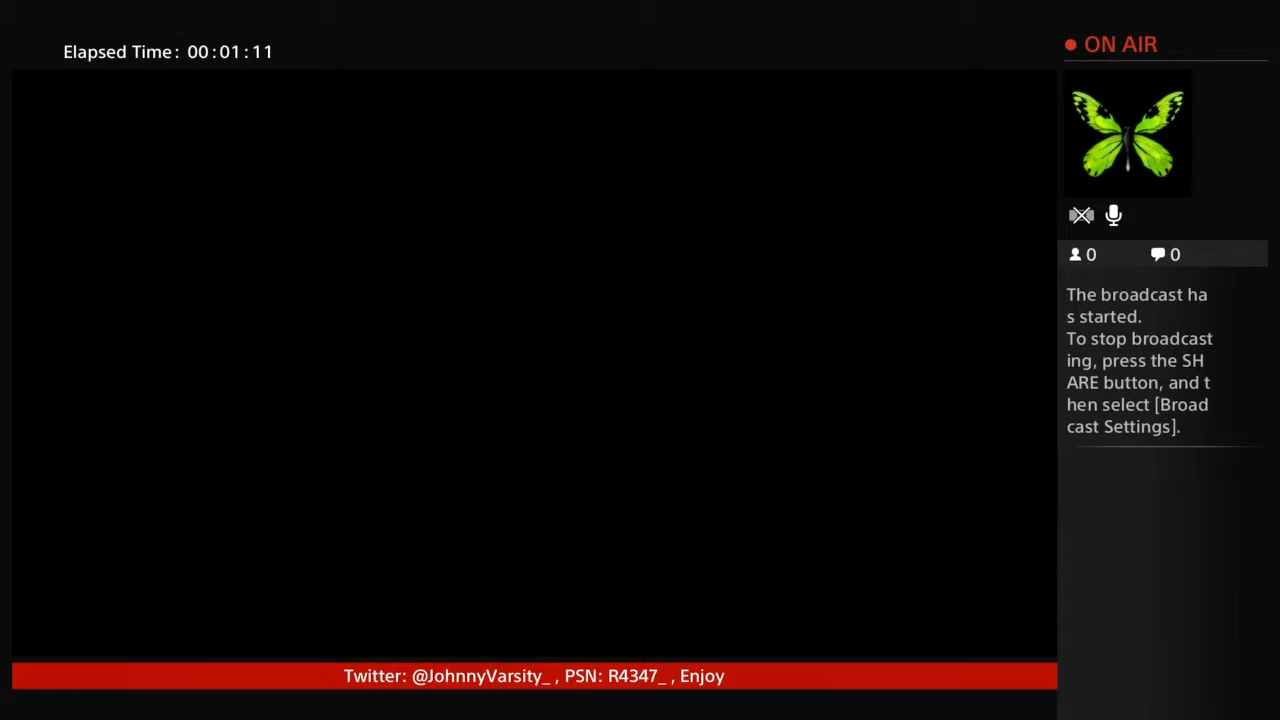 Elapsed Time: 00:01:11
ON AIR
0 0
The broadcast ha
s started.
To stop broadcast
ing, press the SH
ARE button, and t
hen select [Broad
cast Settings].
Twitter: @JohnnyVarsity_ , PSN: R4347_ , Enjoy